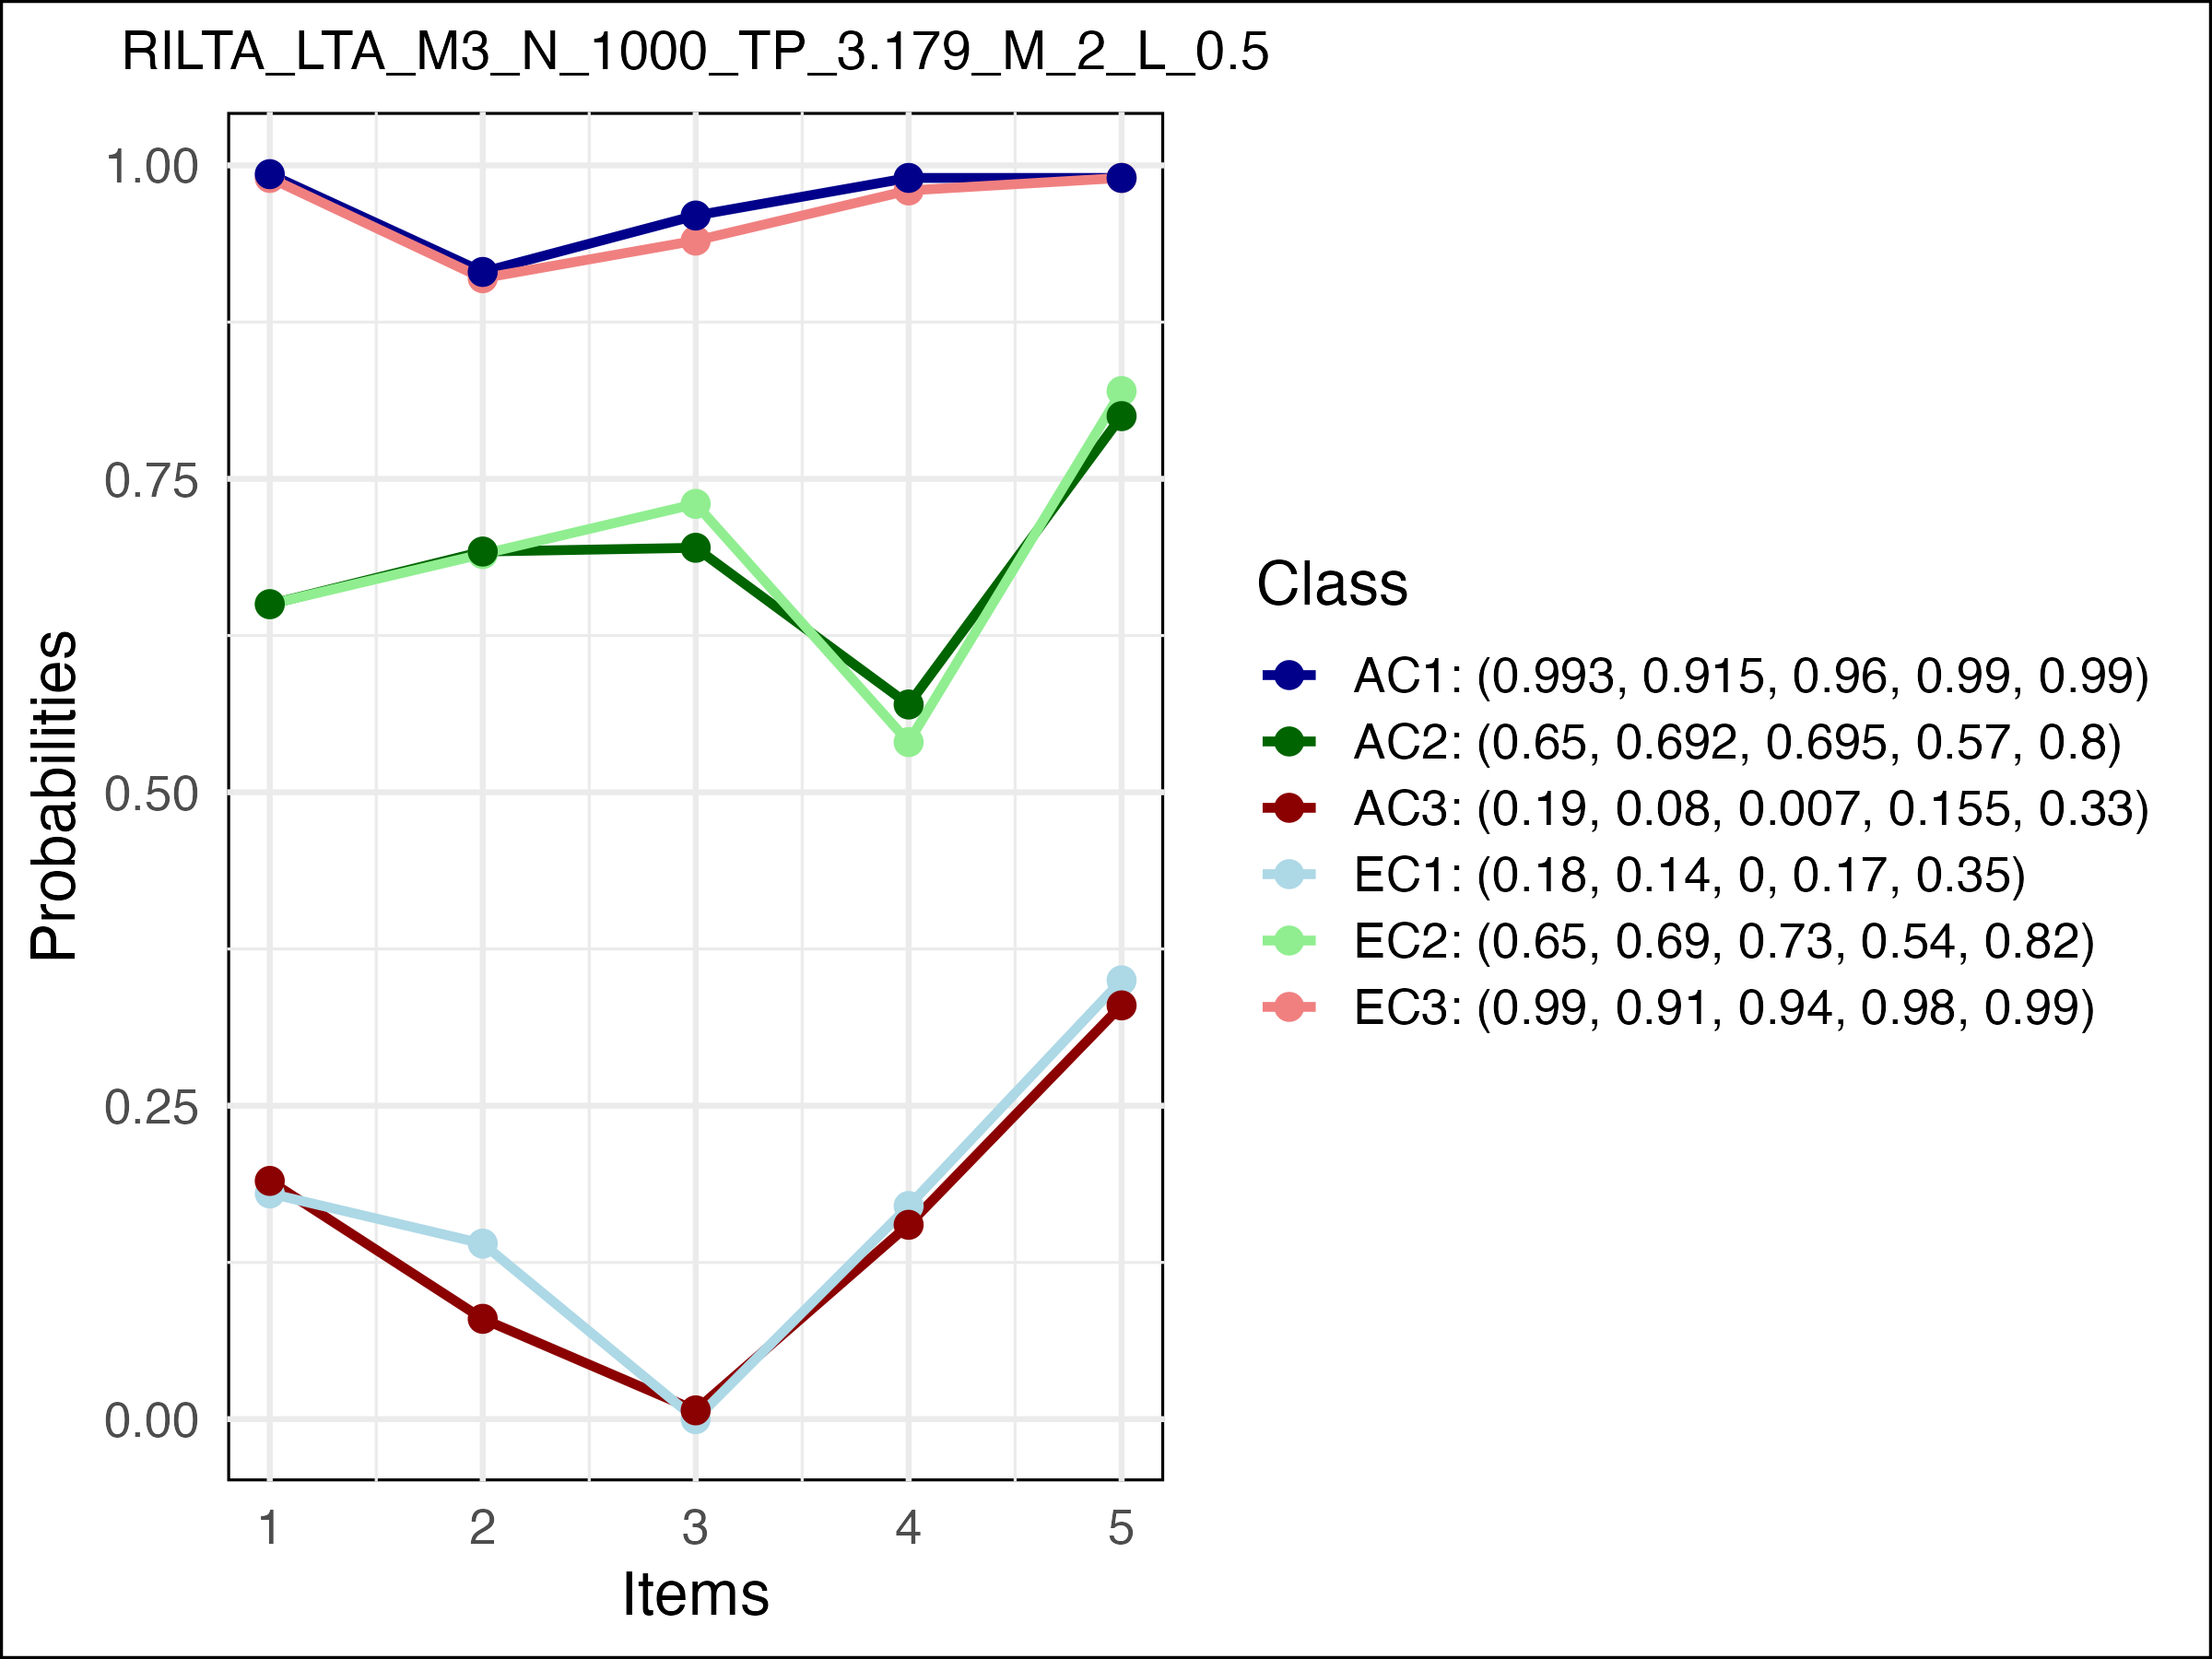 RILTA_LTA_M3_N_1000_TP_3.179_M_2_L_0.5
1.00
0.75
0.50
0.25
0.00
Probabilities
1 2 3 4 5
Items
Class
AC1: (0.993, 0.915, 0.96, 0.99, 0.99)
AC2: (0.65, 0.692, 0.695, 0.57, 0.8)
AC3: (0.19, 0.08, 0.007, 0.155, 0.33)
EC1: (0.18, 0.14, 0, 0.17, 0.35)
EC2: (0.65, 0.69, 0.73, 0.54, 0.82)
EC3: (0.99, 0.91, 0.94, 0.98, 0.99)